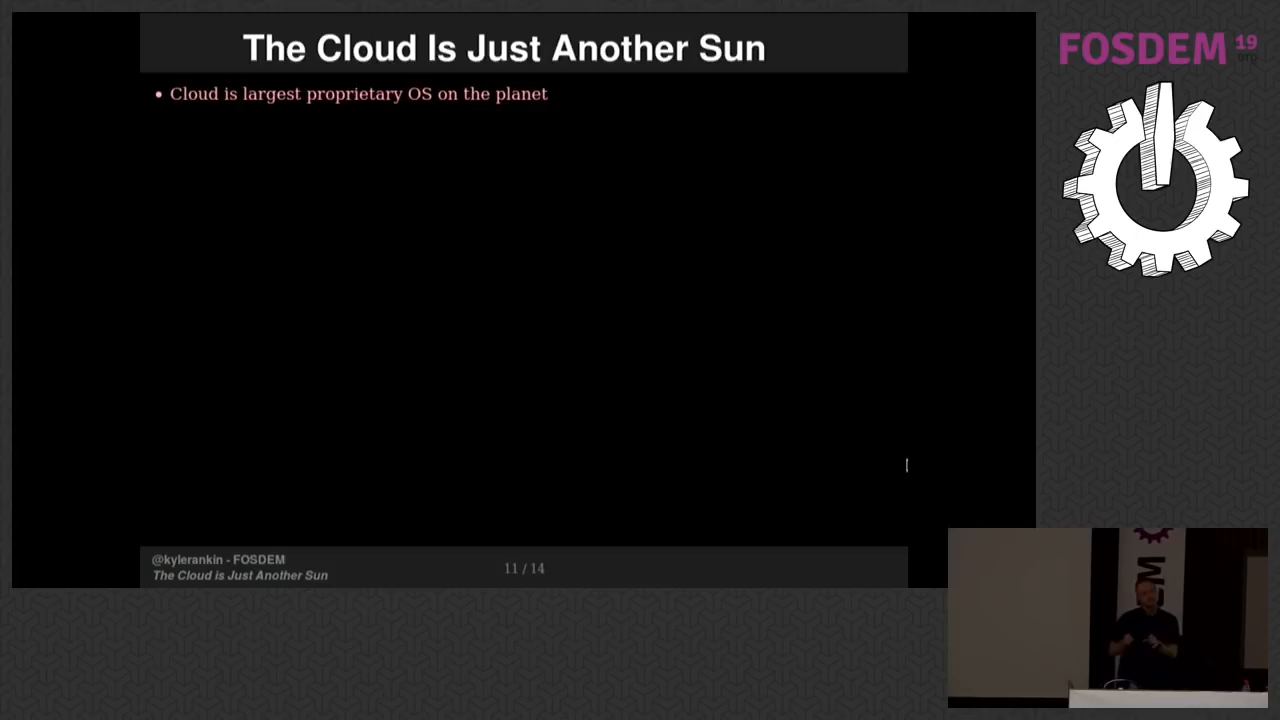 The Cloud Is Just Another Sun
• Cloud is largest proprietary OS on the planet
@kylerankin - FOSDEM
The Cloud is Just Another Sun
11 / 14
FOSDEM 19
org